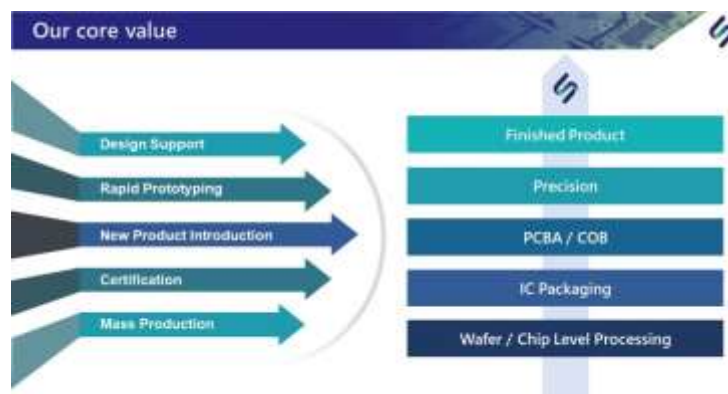 Our core value
Design Support
Rapid Prototyping
New Product Introduction
Certification
Mass Production
Finished Product
Precision
PCBA / COB
IC Packaging
Wafer / Chip Level Processing